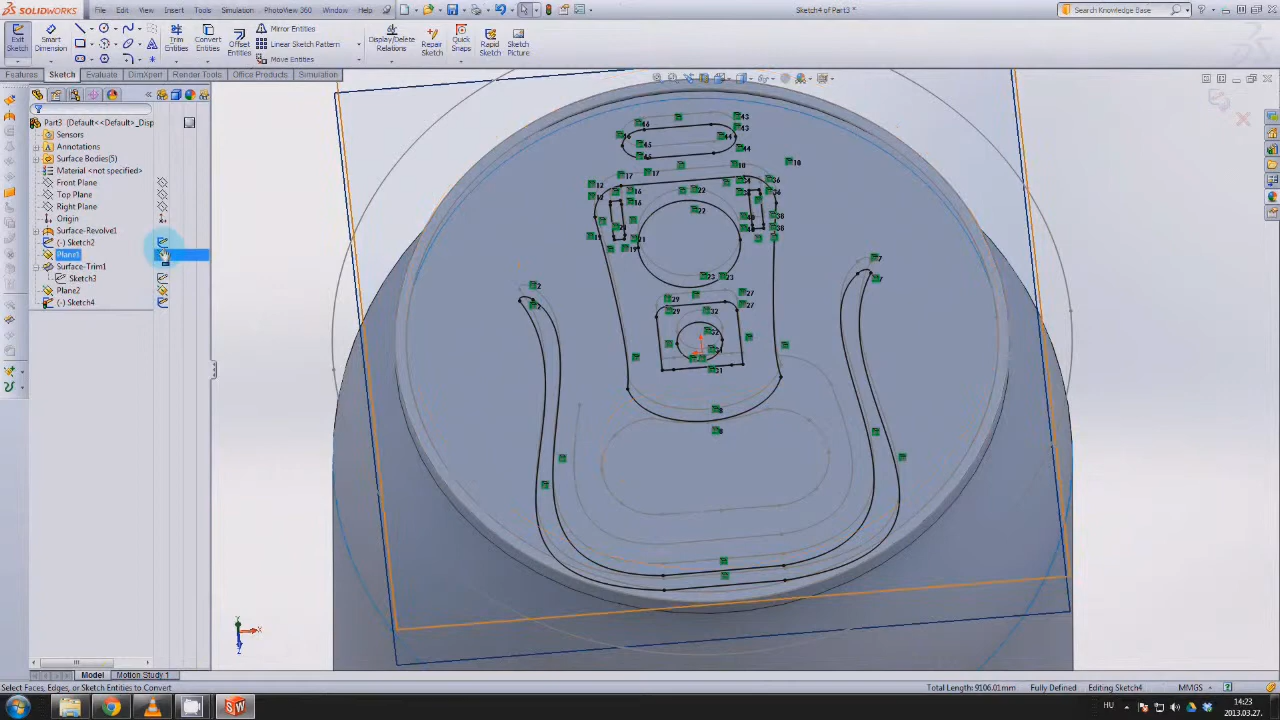 SOLIDWORKS File Edit View Insert Tools Simulation PhotoView 360 Window Help Sketch4 of Part3 * Search Knowledge Base
Exit Sketch Smart Dimension Trim Entities Convert Entities Offset Entities Mirror Entities Linear Sketch Pattern Move Entities Display/Delete Relations Repair Sketch Quick Snaps Rapid Sketch Sketch Picture
Features Sketch Evaluate DimXpert Render Tools Office Products Simulation
Part3 (Default<<Default>_Disp
Sensors
Annotations
Surface Bodies(5)
Material <not specified>
Front Plane
Top Plane
Right Plane
Origin
Surface-Revolve1
(-) Sketch2
Plane1
Surface-Trim1
Sketch3
Plane2
(-) Sketch4
Model Motion Study 1
Select Faces, Edges, or Sketch Entities to Convert Total Length: 9106.01mm Fully Defined Editing Sketch4 MMGS
HU 14:23
2013.03.27.